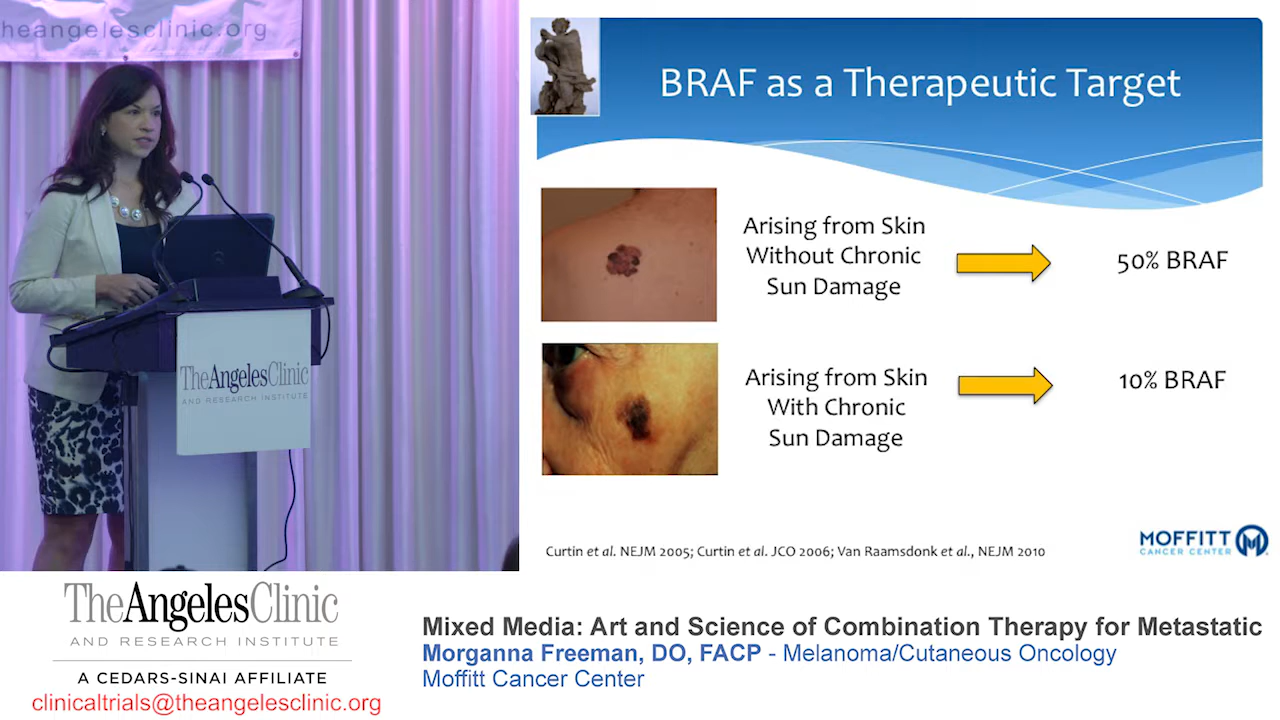 theangelesclinic.org
TheAngelesClinic
AND RESEARCH INSTITUTE
BRAF as a Therapeutic Target
Arising from Skin
Without Chronic
Sun Damage
50% BRAF
Arising from Skin
With Chronic
Sun Damage
10% BRAF
Curtin et al. NEJM 2005; Curtin et al. JCO 2006; Van Raamsdonk et al., NEJM 2010
MOFFITT
CANCER CENTER
TheAngelesClinic
AND RESEARCH INSTITUTE
A CEDARS-SINAI AFFILIATE
clinicaltrials@theangelesclinic.org
Mixed Media: Art and Science of Combination Therapy for Metastatic
Morganna Freeman, DO, FACP - Melanoma/Cutaneous Oncology
Moffitt Cancer Center